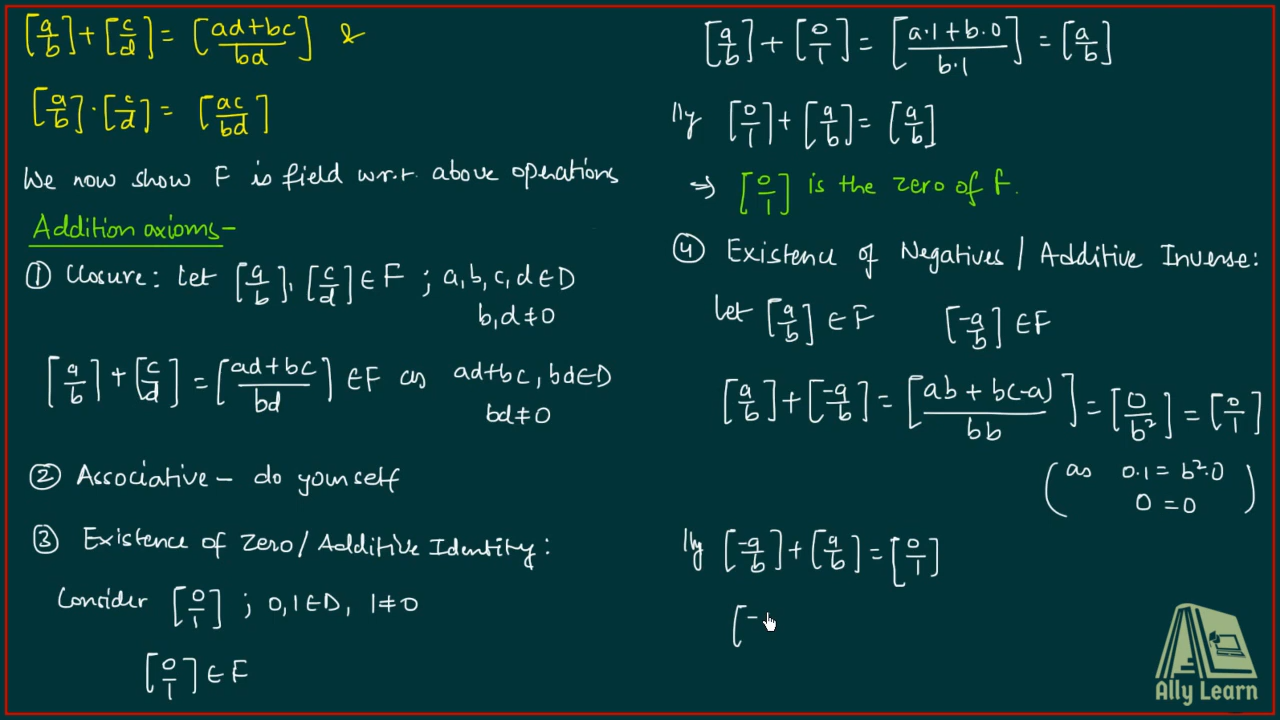 [a/b] + [c/d] = [ad+bc/bd] &
[a/b] · [c/d] = [ac/bd]
We now show F is field w.r.t. above operations
Addition axioms-
① Closure: Let [a/b], [c/d] ∈ F ; a, b, c, d ∈ D
b, d ≠ 0
[a/b] + [c/d] = [ad+bc/bd] ∈ F as ad+bc, bd ∈ D
bd ≠ 0
② Associative - do yourself
③ Existence of Zero / Additive Identity:
Consider [0/1] ; 0, 1 ∈ D, 1 ≠ 0
[0/1] ∈ F
[a/b] + [0/1] = [a·1+b·0/b·1] = [a/b]
lly [0/1] + [a/b] = [a/b]
⇒ [0/1] is the zero of F.
④ Existence of Negatives / Additive Inverse:
let [a/b] ∈ F [-a/b] ∈ F
[a/b] + [-a/b] = [ab + b(-a)/bb] = [0/b²] = [0/1]
(as 0·1 = b²·0
0 = 0)
lly [-a/b] + [a/b] = [0/1]
[-
Ally Learn